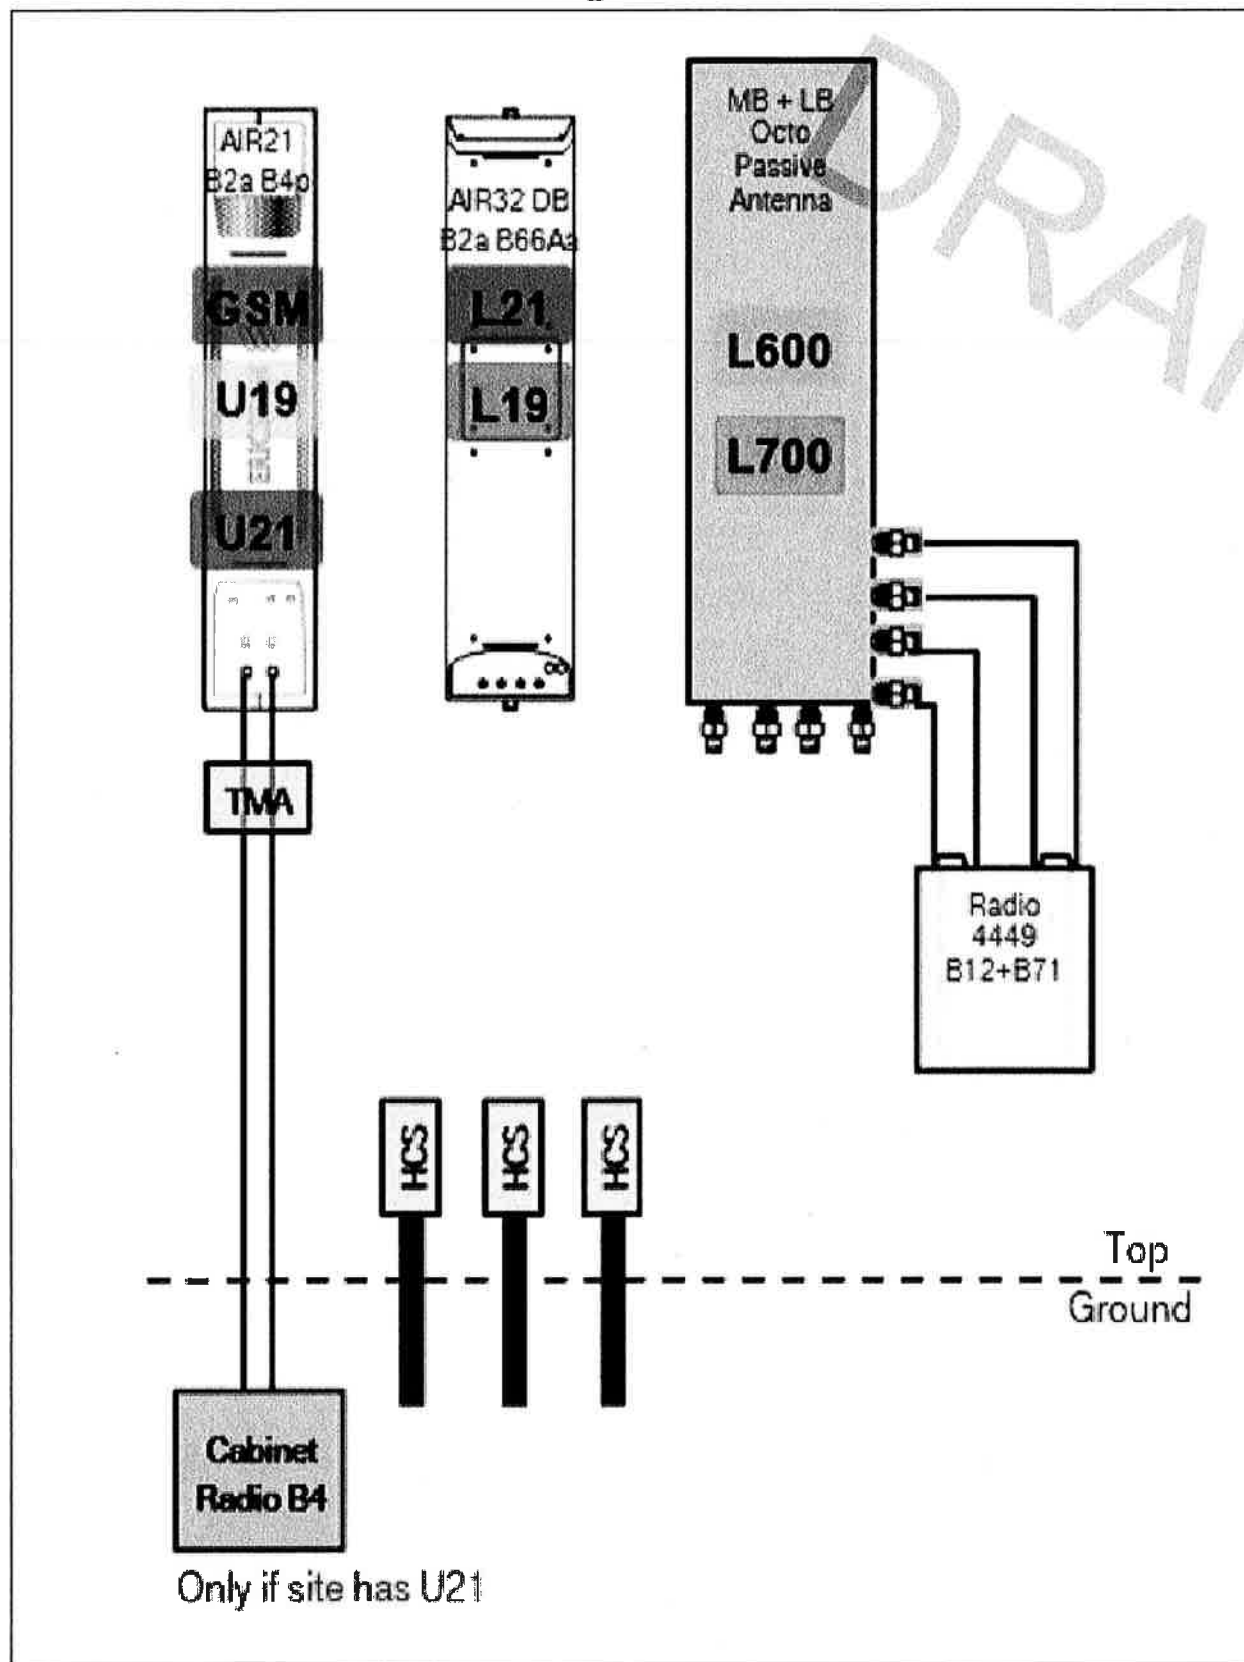 AIR21
B2a B4p
GSM
U19
U21
TMA
AIR32 DB
B2a B66Aa
L21
L19
MB + LB
Octo
Passive
Antenna
L600
L700
Radio
4449
B12+B71
HCS
HCS
HCS
Top
Ground
Cabinet
Radio B4
Only if site has U21